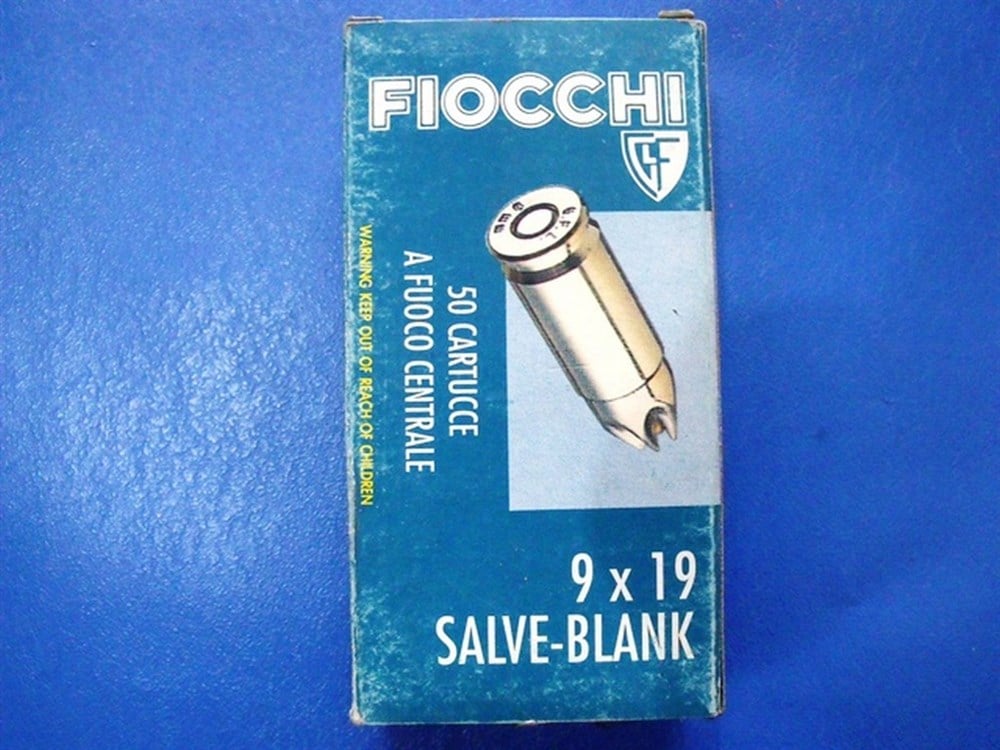 FIOCCHI
GF
50 CARTUCCE
A FUOCO CENTRALE
WARNING KEEP OUT OF REACH OF CHILDREN
9 x 19
SALVE-BLANK